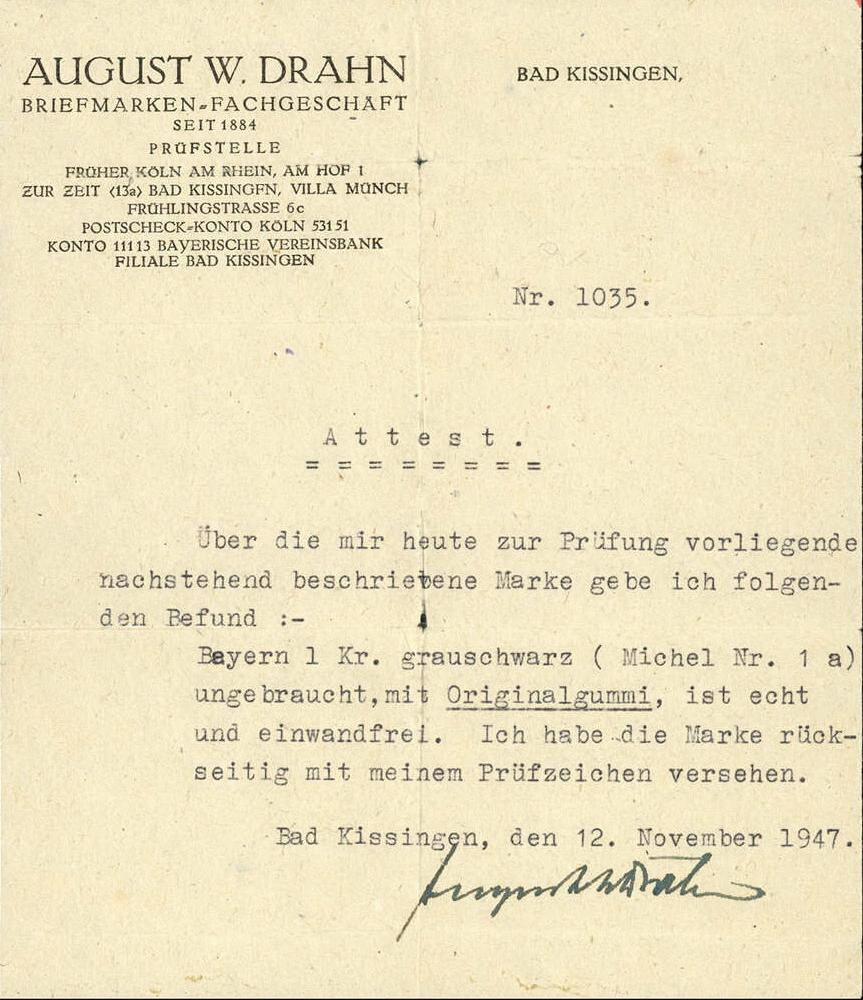 AUGUST W. DRAHN
BRIEFMARKEN-FACHGESCHÄFT
SEIT 1884
PRÜFSTELLE
FRÜHER KÖLN AM RHEIN, AM HOF 1
ZUR ZEIT (13a) BAD KISSINGEN, VILLA MÜNCH
FRÜHLINGSTRASSE 6c
POSTSCHECK-KONTO KÖLN 53151
KONTO 11113 BAYERISCHE VEREINSBANK
FILIALE BAD KISSINGEN
BAD KISSINGEN,
Nr. 1035.
A t t e s t .
= = = = = = = =
Über die mir heute zur Prüfung vorliegende
nachstehend beschriebene Marke gebe ich folgen-
den Befund :-
Bayern 1 Kr. grauschwarz ( Michel Nr. 1 a)
ungebraucht, mit Originalgummi, ist echt
und einwandfrei. Ich habe die Marke rück-
seitig mit meinem Prüfzeichen versehen.
Bad Kissingen, den 12. November 1947.
August W Drahn